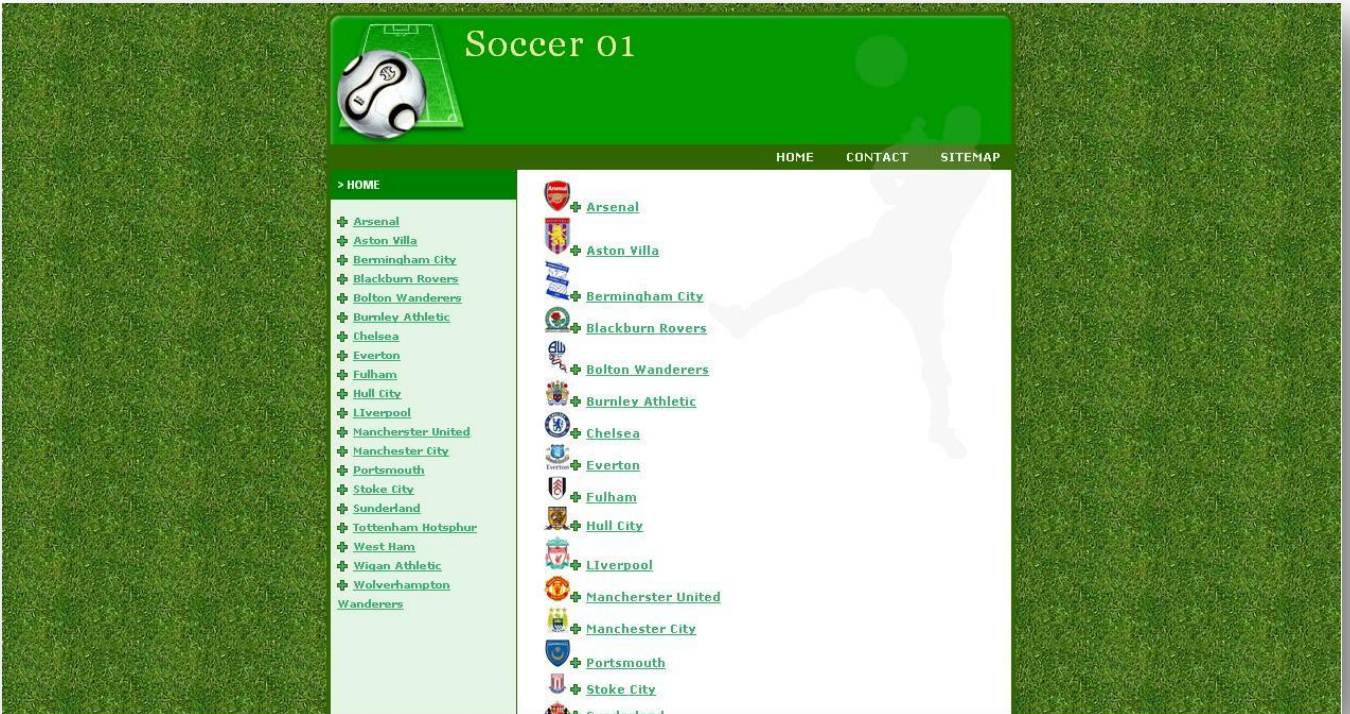 Soccer 01
HOME CONTACT SITEMAP
> HOME
Arsenal
Aston Villa
Bermingham City
Blackburn Rovers
Bolton Wanderers
Burnley Athletic
Chelsea
Everton
Fulham
Hull City
LIverpool
Mancherster United
Manchester City
Portsmouth
Stoke City
Sunderland
Tottenham Hotsphur
West Ham
Wigan Athletic
Wolverhampton
Wanderers
Arsenal
Arsenal
Aston Villa
Bermingham City
Blackburn Rovers
Bolton Wanderers
Burnley Athletic
Chelsea
Everton
Everton
Fulham
Hull City
LIverpool
Mancherster United
Manchester City
Portsmouth
Stoke City
Sunderland